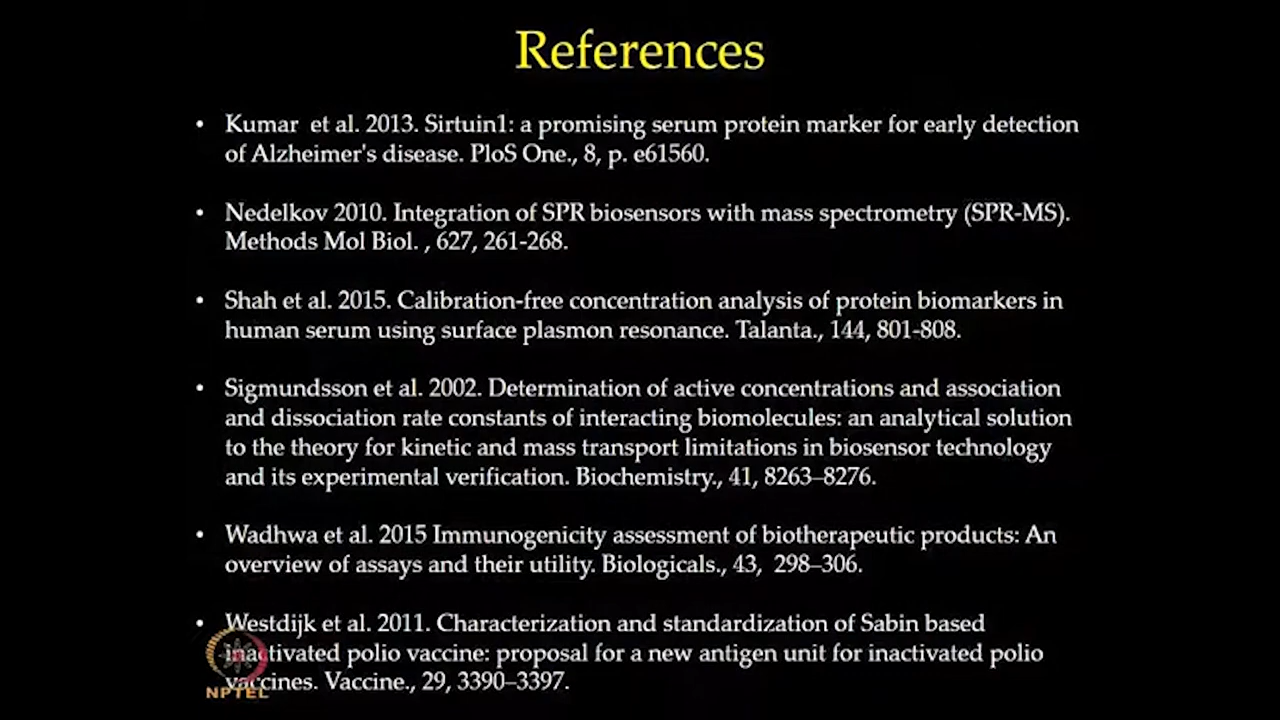 References
• Kumar et al. 2013. Sirtuin1: a promising serum protein marker for early detection
of Alzheimer's disease. PloS One., 8, p. e61560.
• Nedelkov 2010. Integration of SPR biosensors with mass spectrometry (SPR-MS).
Methods Mol Biol. , 627, 261-268.
• Shah et al. 2015. Calibration-free concentration analysis of protein biomarkers in
human serum using surface plasmon resonance. Talanta., 144, 801-808.
• Sigmundsson et al. 2002. Determination of active concentrations and association
and dissociation rate constants of interacting biomolecules: an analytical solution
to the theory for kinetic and mass transport limitations in biosensor technology
and its experimental verification. Biochemistry., 41, 8263–8276.
• Wadhwa et al. 2015 Immunogenicity assessment of biotherapeutic products: An
overview of assays and their utility. Biologicals., 43, 298–306.
• Westdijk et al. 2011. Characterization and standardization of Sabin based
inactivated polio vaccine: proposal for a new antigen unit for inactivated polio
vaccines. Vaccine., 29, 3390–3397.
NPTEL